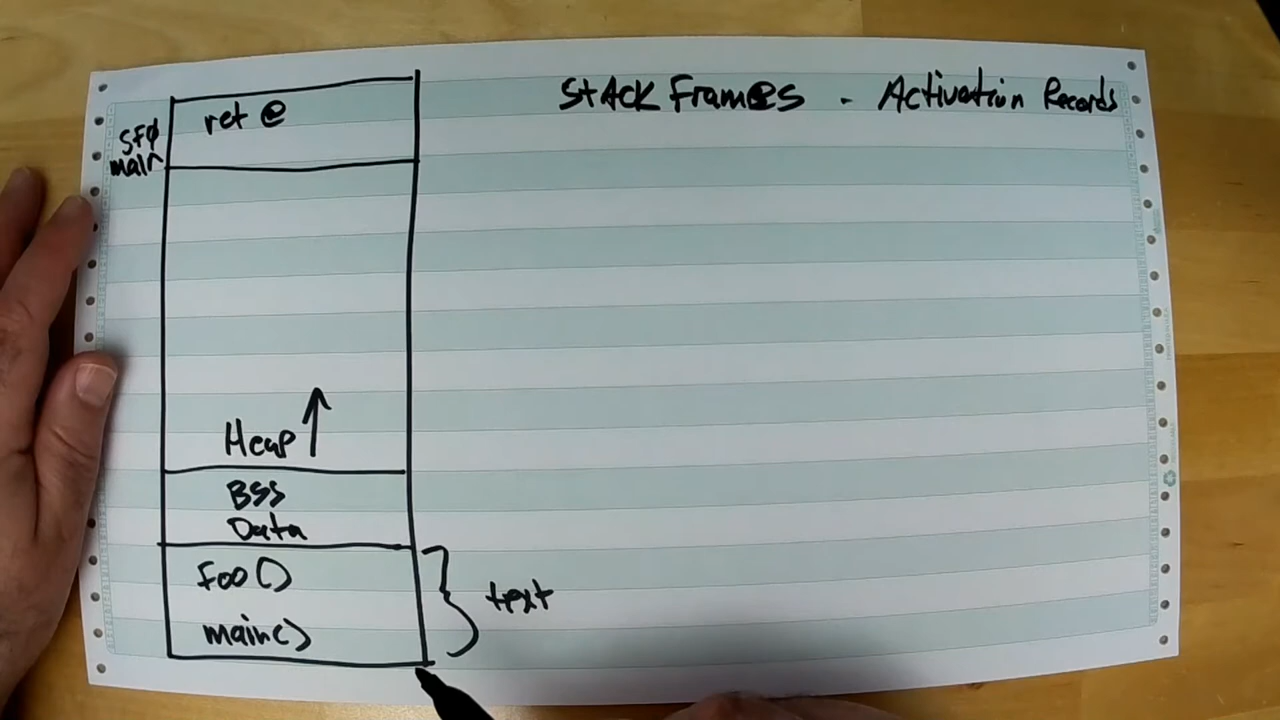 Stack Frames - Activation Records
ret @
SFØ
main
Heap
BSS
Data
foo()
main()
text